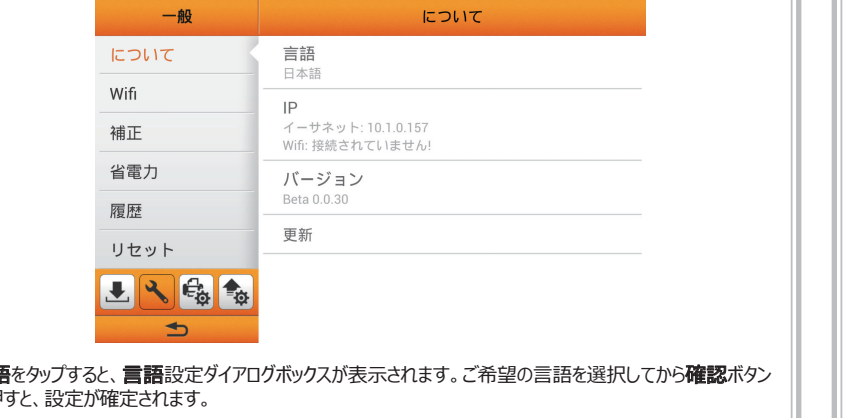 一般
について
について
Wifi
補正
省電力
履歴
リセット
言語
日本語
IP
イーサネット: 10.1.0.157
Wifi: 接続されていません!
バージョン
Beta 0.0.30
更新
語をタップすると、言語設定ダイアログボックスが表示されます。ご希望の言語を選択してから確認ボタン
すと、設定が確定されます。